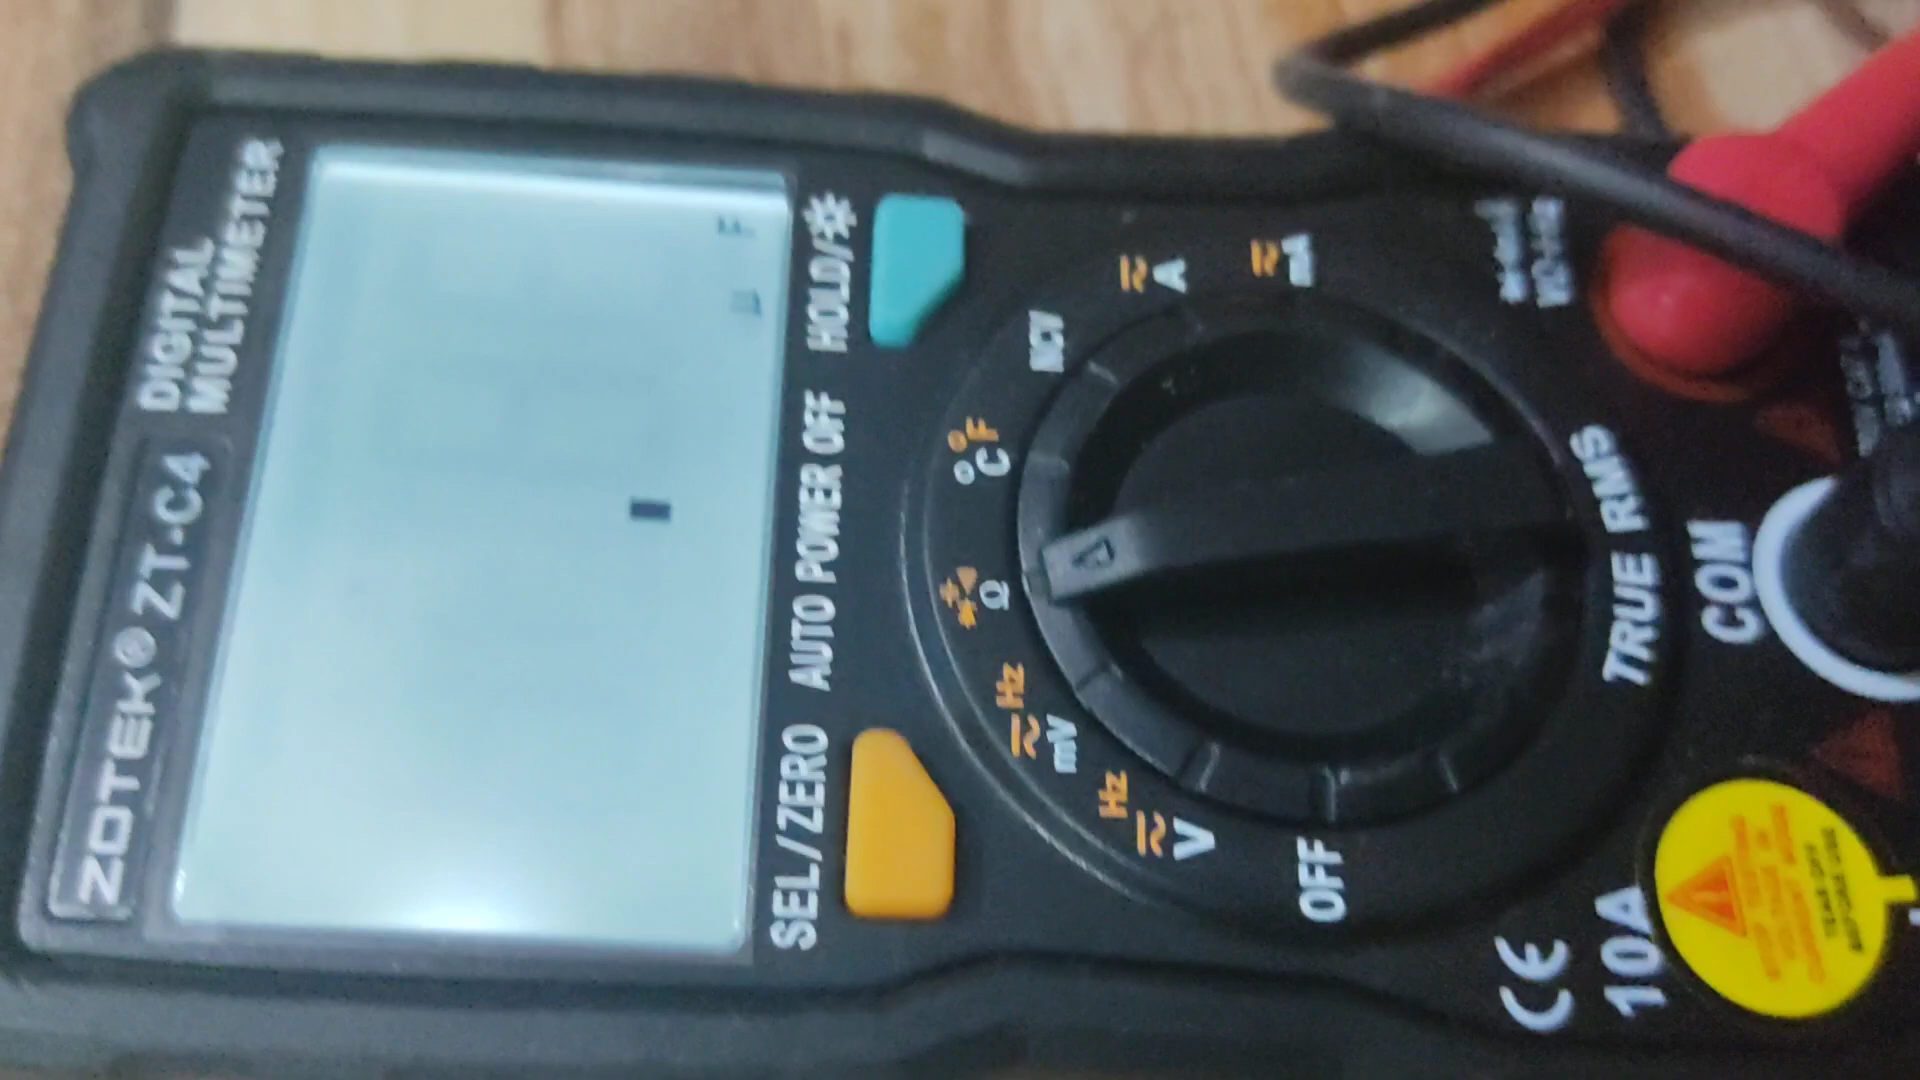 ZOTEK® ZT-C4
DIGITAL
MULTIMETER
SEL/ZERO AUTO POWER OFF HOLD/
NCV
A
mA
°C°F
Ω
Hz
mV
Hz
V
OFF
TRUE RMS
COM
10A
CE